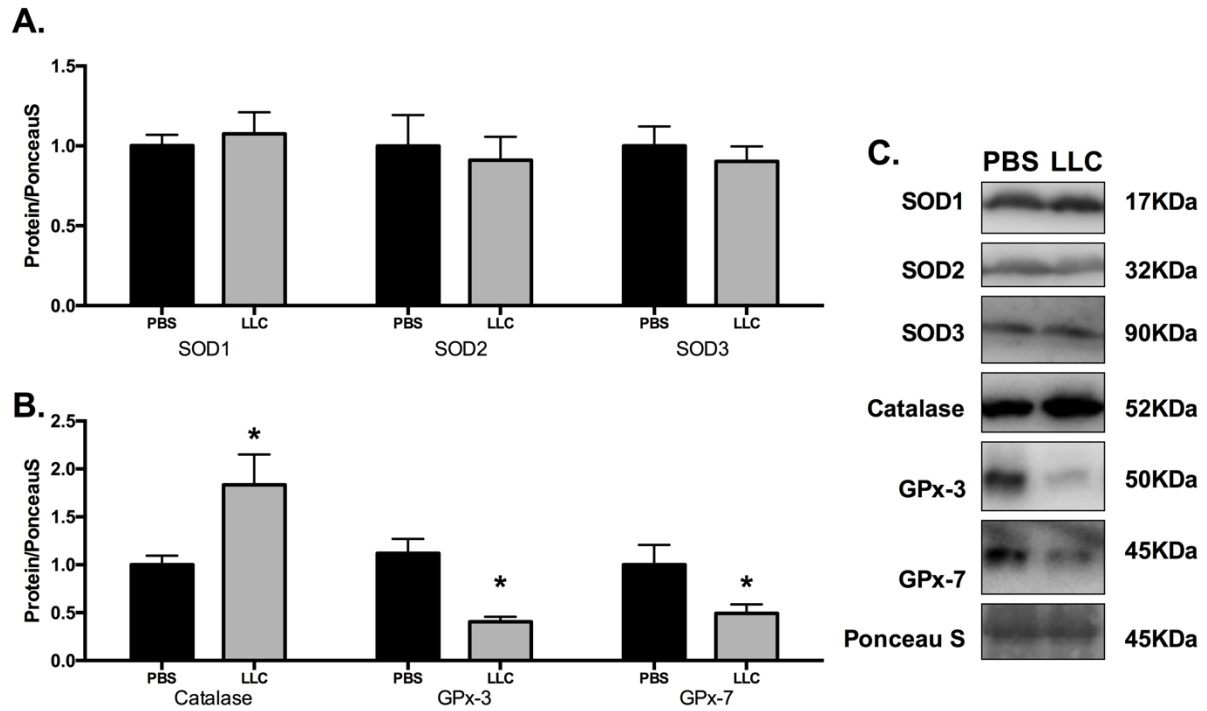 A.
1.5
1.0
0.5
0.0
Protein/PonceauS
PBS LLC PBS LLC PBS LLC
SOD1 SOD2 SOD3
B.
2.5
2.0
1.5
1.0
0.5
0.0
Protein/PonceauS
* * *
PBS LLC PBS LLC PBS LLC
Catalase GPx-3 GPx-7
C.
PBS LLC
SOD1 17KDa
SOD2 32KDa
SOD3 90KDa
Catalase 52KDa
GPx-3 50KDa
GPx-7 45KDa
Ponceau S 45KDa